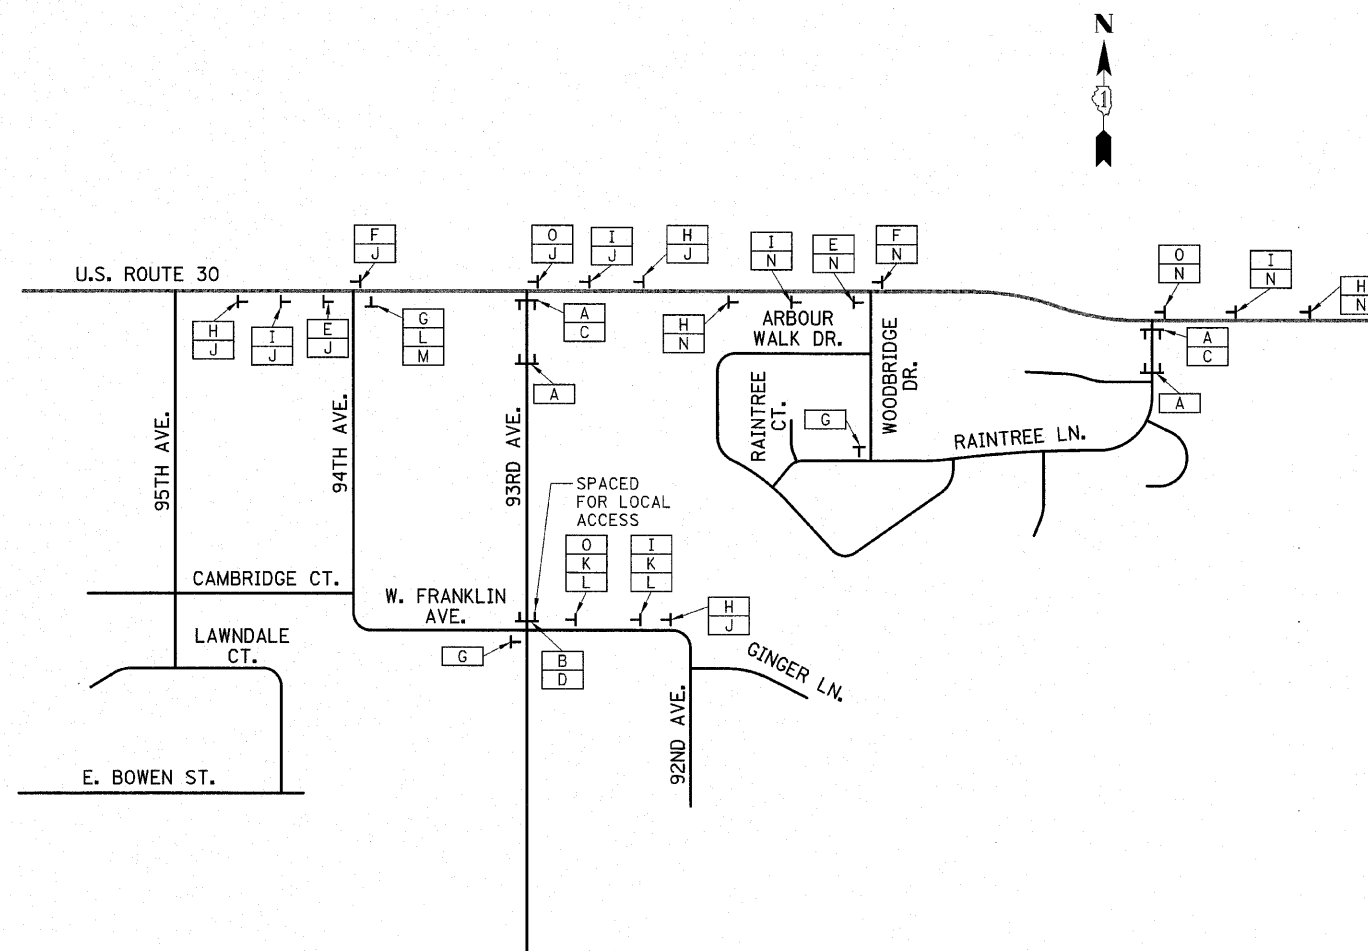 N
1
F
J
O
J
I
J
H
J
I
N
E
N
F
N
O
N
I
N
H
N
U.S. ROUTE 30
H
J
I
J
E
J
G
L
M
A
C
H
N
ARBOUR
WALK DR.
A
C
A
A
WOODBRIDGE
DR.
RAINTREE
CT.
G
RAINTREE LN.
95TH AVE.
94TH AVE.
93RD AVE.
SPACED
FOR LOCAL
ACCESS
O
K
L
I
K
L
CAMBRIDGE CT.
W. FRANKLIN
AVE.
H
J
LAWNDALE
CT.
G
B
D
GINGER LN.
92ND AVE.
E. BOWEN ST.